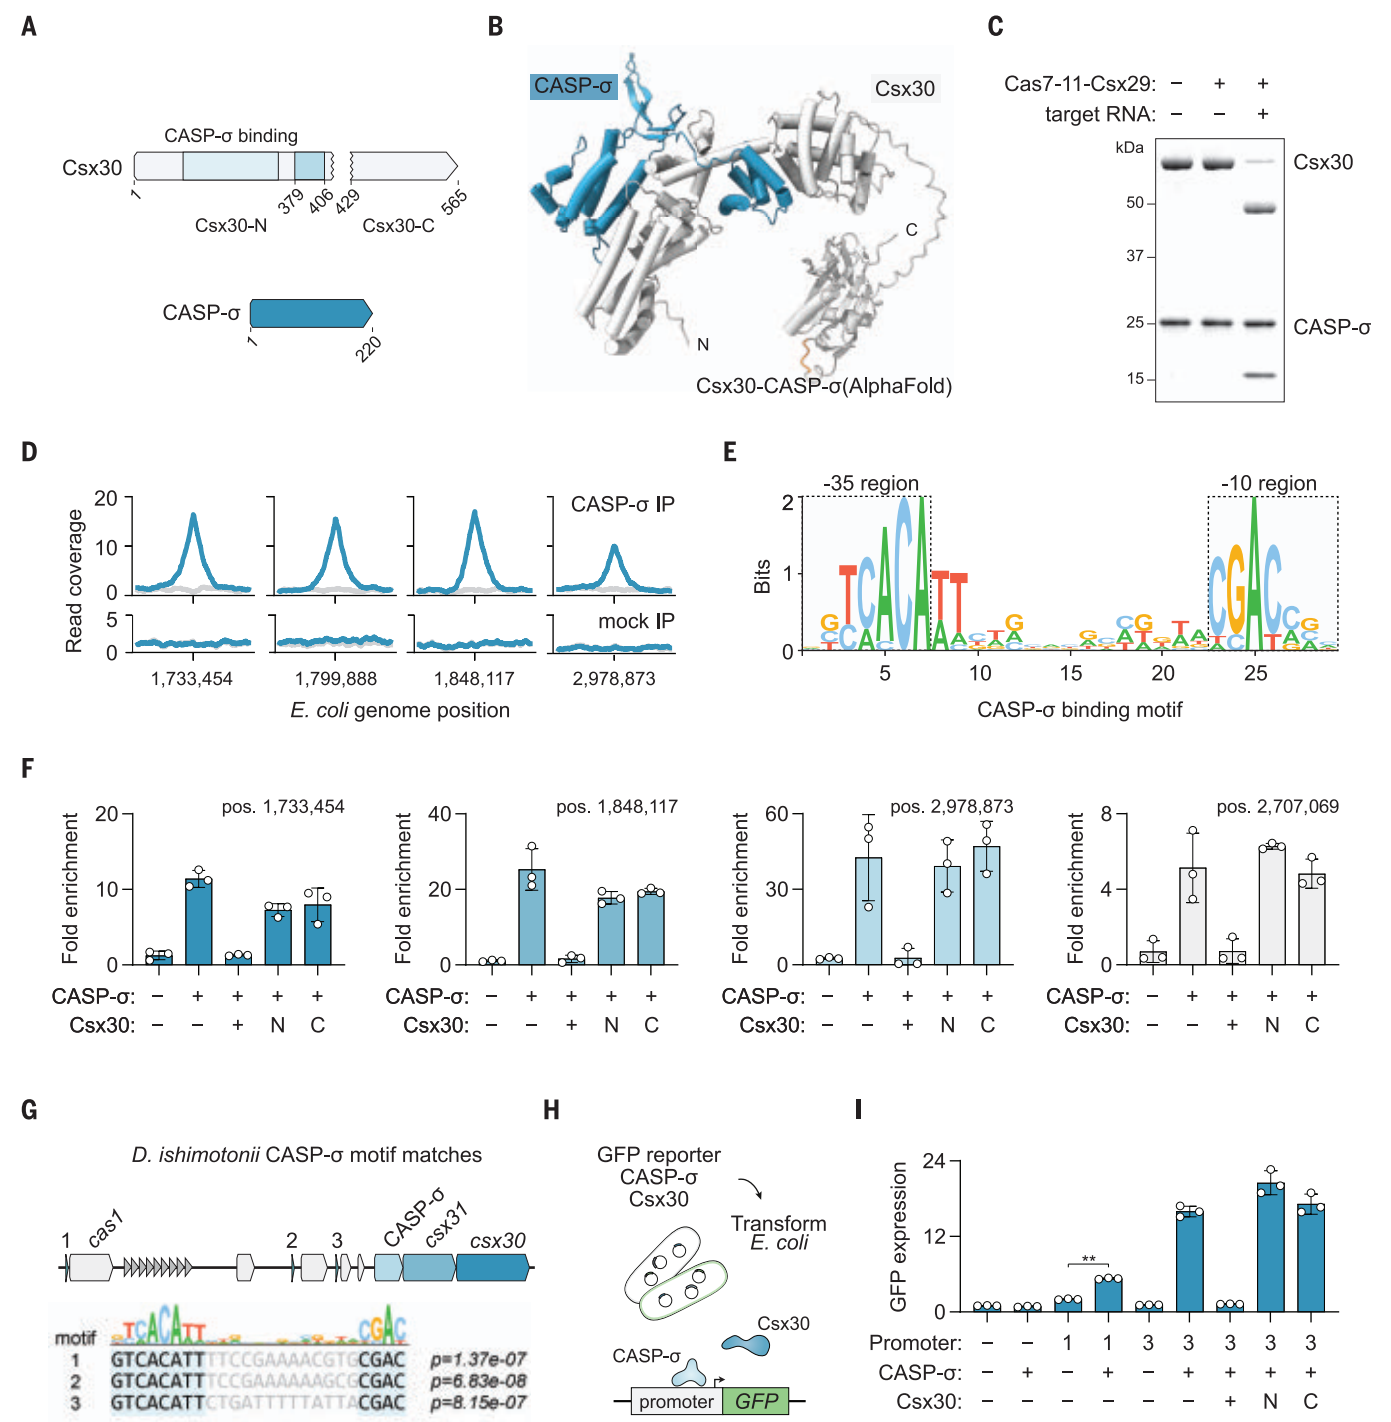 A
CASP-σ binding
Csx30
1
379
406
429
565
Csx30-N
Csx30-C
CASP-σ
1
220
B
CASP-σ
Csx30
C
N
Csx30-CASP-σ(AlphaFold)
C
Cas7-11-Csx29: – + +
target RNA: – – +
kDa
Csx30
50
37
25
CASP-σ
15
D
Read coverage
20
10
0
CASP-σ IP
5
0
mock IP
1,733,454 1,799,888 1,848,117 2,978,873
E. coli genome position
E
-35 region
-10 region
Bits
2
1
0
5 10 15 20 25
CASP-σ binding motif
F
Fold enrichment
20
10
0
pos. 1,733,454
CASP-σ: – + + + +
Csx30: – – + N C
Fold enrichment
40
20
0
pos. 1,848,117
CASP-σ: – + + + +
Csx30: – – + N C
Fold enrichment
60
30
0
pos. 2,978,873
CASP-σ: – + + + +
Csx30: – – + N C
Fold enrichment
8
4
0
pos. 2,707,069
CASP-σ: – + + + +
Csx30: – – + N C
G
D. ishimotonii CASP-σ motif matches
1 cas1 2 3 CASP-σ csx31 csx30
motif
1 GTCACATTTTCCGAAAACGTGCGAC p=1.37e-07
2 p=6.83e-08
3 p=8.15e-07
H
GFP reporter
CASP-σ
Csx30
Transform
E. coli
Csx30
CASP-σ
promoter
GFP
I
GFP expression
24
12
0
**
Promoter: – – 1 1 3 3 3 3 3
CASP-σ: – + – + – + + + +
Csx30: – – – – – – + N C